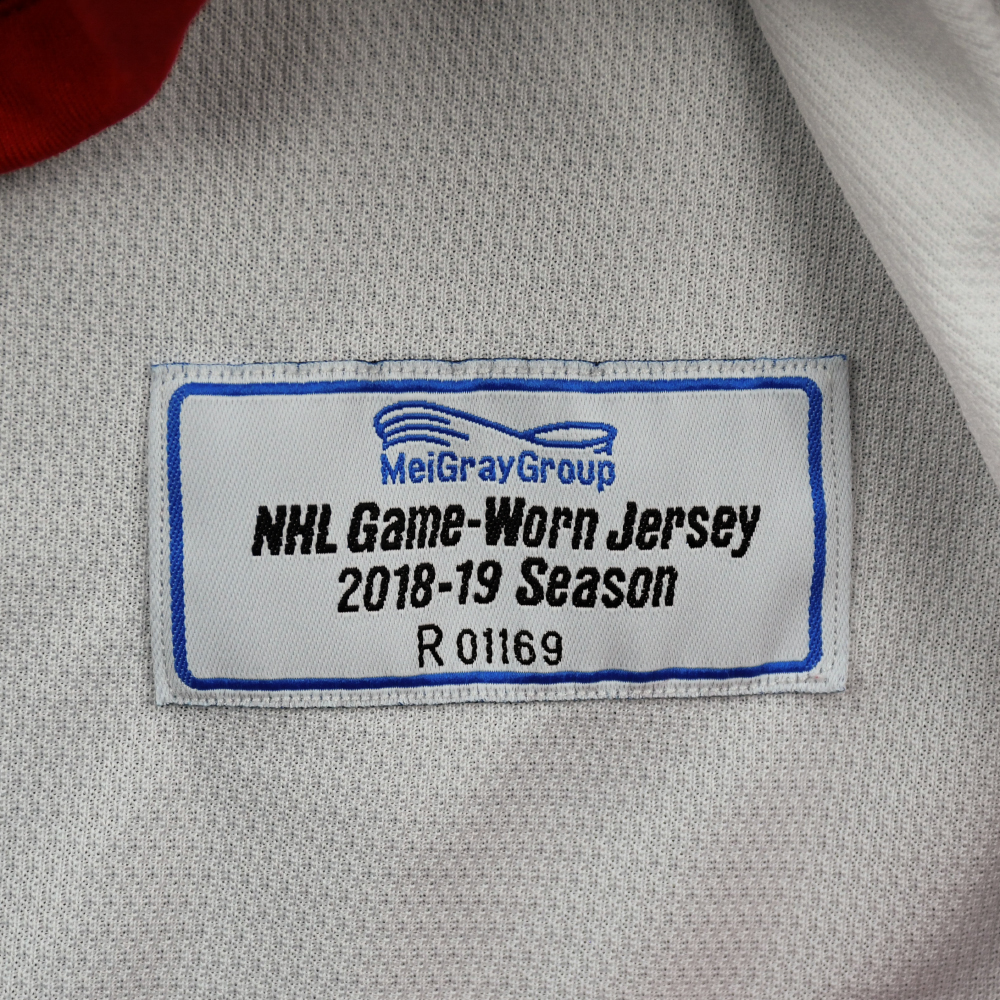 MeiGrayGroup
NHL Game-Worn Jersey
2018-19 Season
R 01169